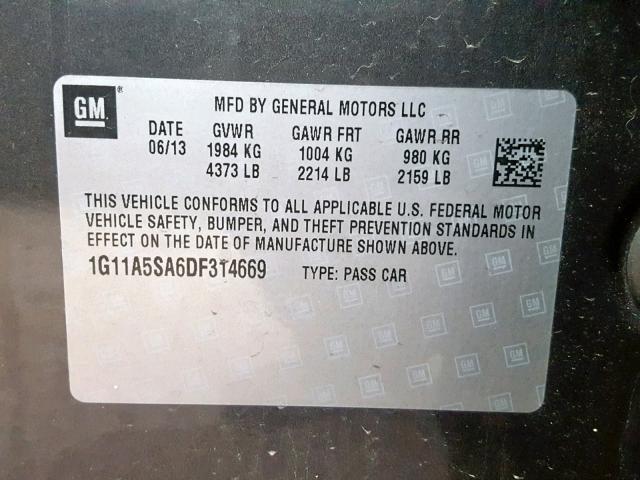 GM
MFD BY GENERAL MOTORS LLC
DATE GVWR GAWR FRT GAWR RR
06/13 1984 KG 1004 KG 980 KG
4373 LB 2214 LB 2159 LB
THIS VEHICLE CONFORMS TO ALL APPLICABLE U.S. FEDERAL MOTOR
VEHICLE SAFETY, BUMPER, AND THEFT PREVENTION STANDARDS IN
EFFECT ON THE DATE OF MANUFACTURE SHOWN ABOVE.
1G11A5SA6DF314669 TYPE: PASS CAR